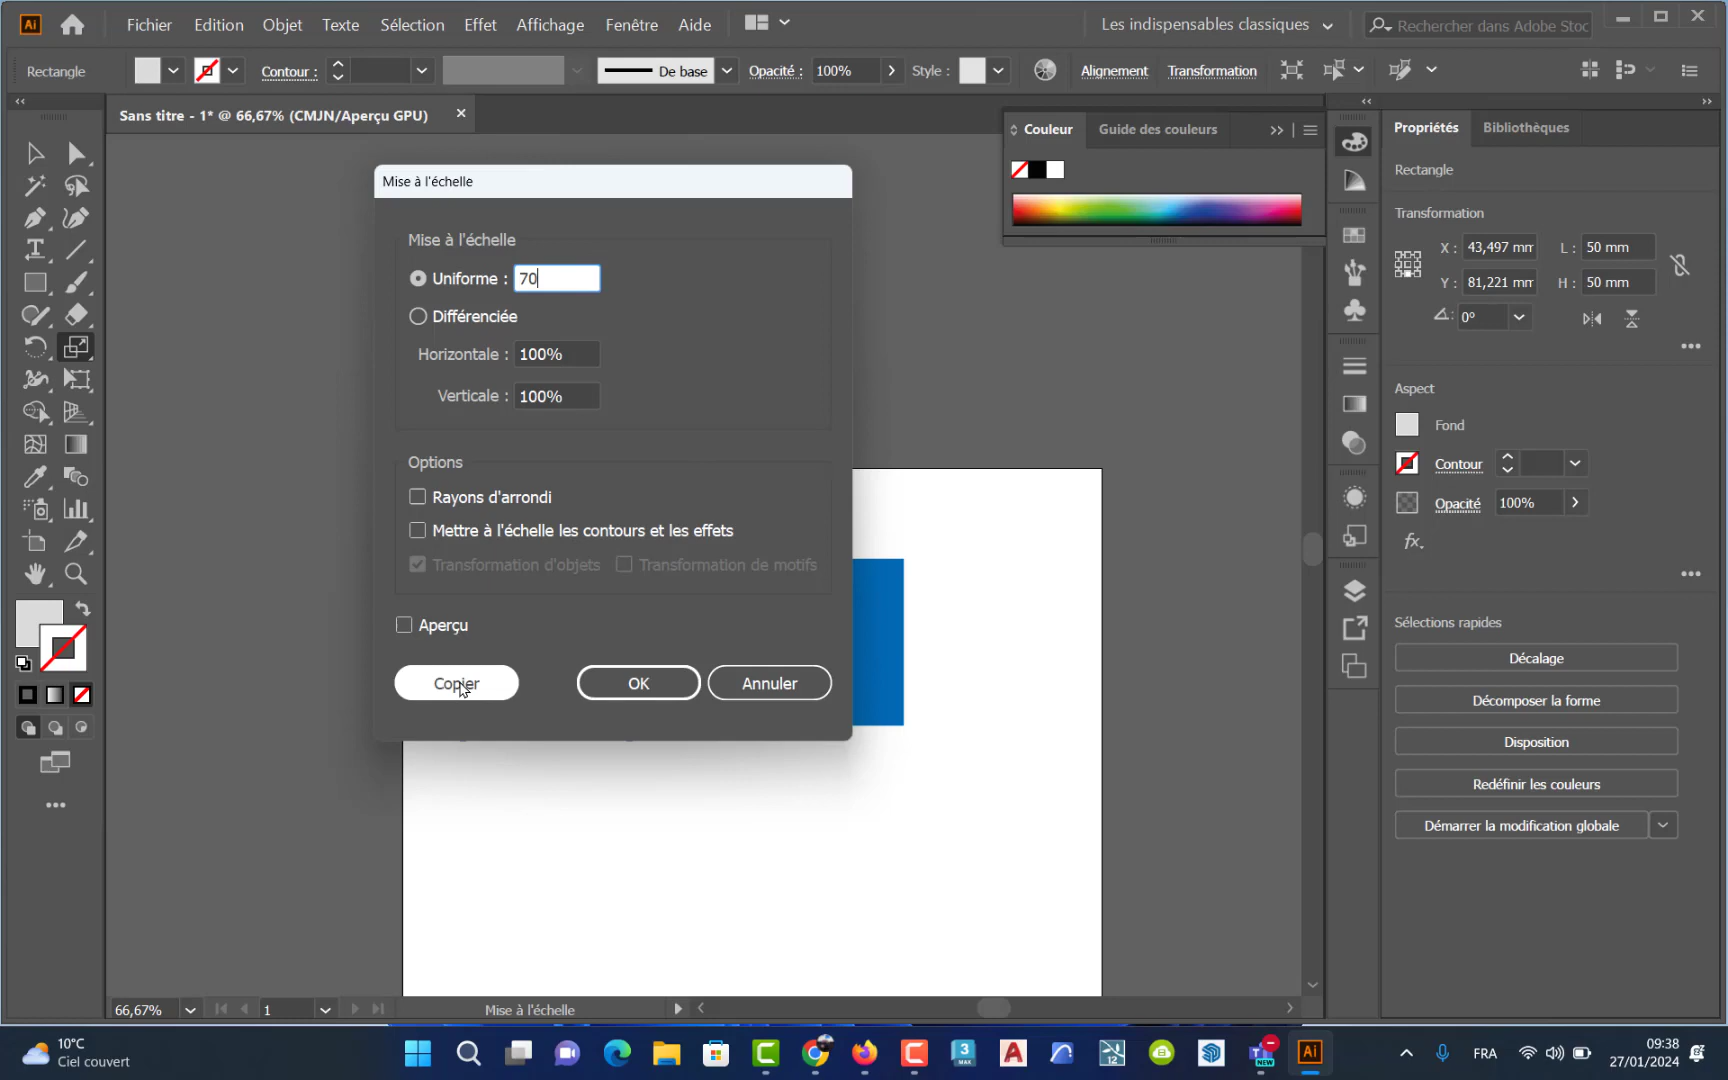 Ai Fichier Edition Objet Texte Sélection Effet Affichage Fenêtre Aide Les indispensables classiques Rechercher dans Adobe Stoc
Rectangle Contour : De base Opacité : 100% Style : Alignement Transformation
Sans titre - 1* @ 66,67% (CMJN/Aperçu GPU)
Couleur Guide des couleurs
Propriétés Bibliothèques
Rectangle
Transformation
X : 43,497 mm L : 50 mm
Y : 81,221 mm H : 50 mm
0°
Aspect
Fond
Contour
Opacité 100%
fx.
Sélections rapides
Décalage
Décomposer la forme
Disposition
Redéfinir les couleurs
Démarrer la modification globale
Mise à l'échelle
Mise à l'échelle
Uniforme : 70
Différenciée
Horizontale : 100%
Verticale : 100%
Options
Rayons d'arrondi
Mettre à l'échelle les contours et les effets
Transformation d'objets Transformation de motifs
Aperçu
Copier OK Annuler
66,67% 1 Mise à l'échelle
10°C
Ciel couvert
3
MAX
A
12
NEW
Ai
FRA
09:38
27/01/2024